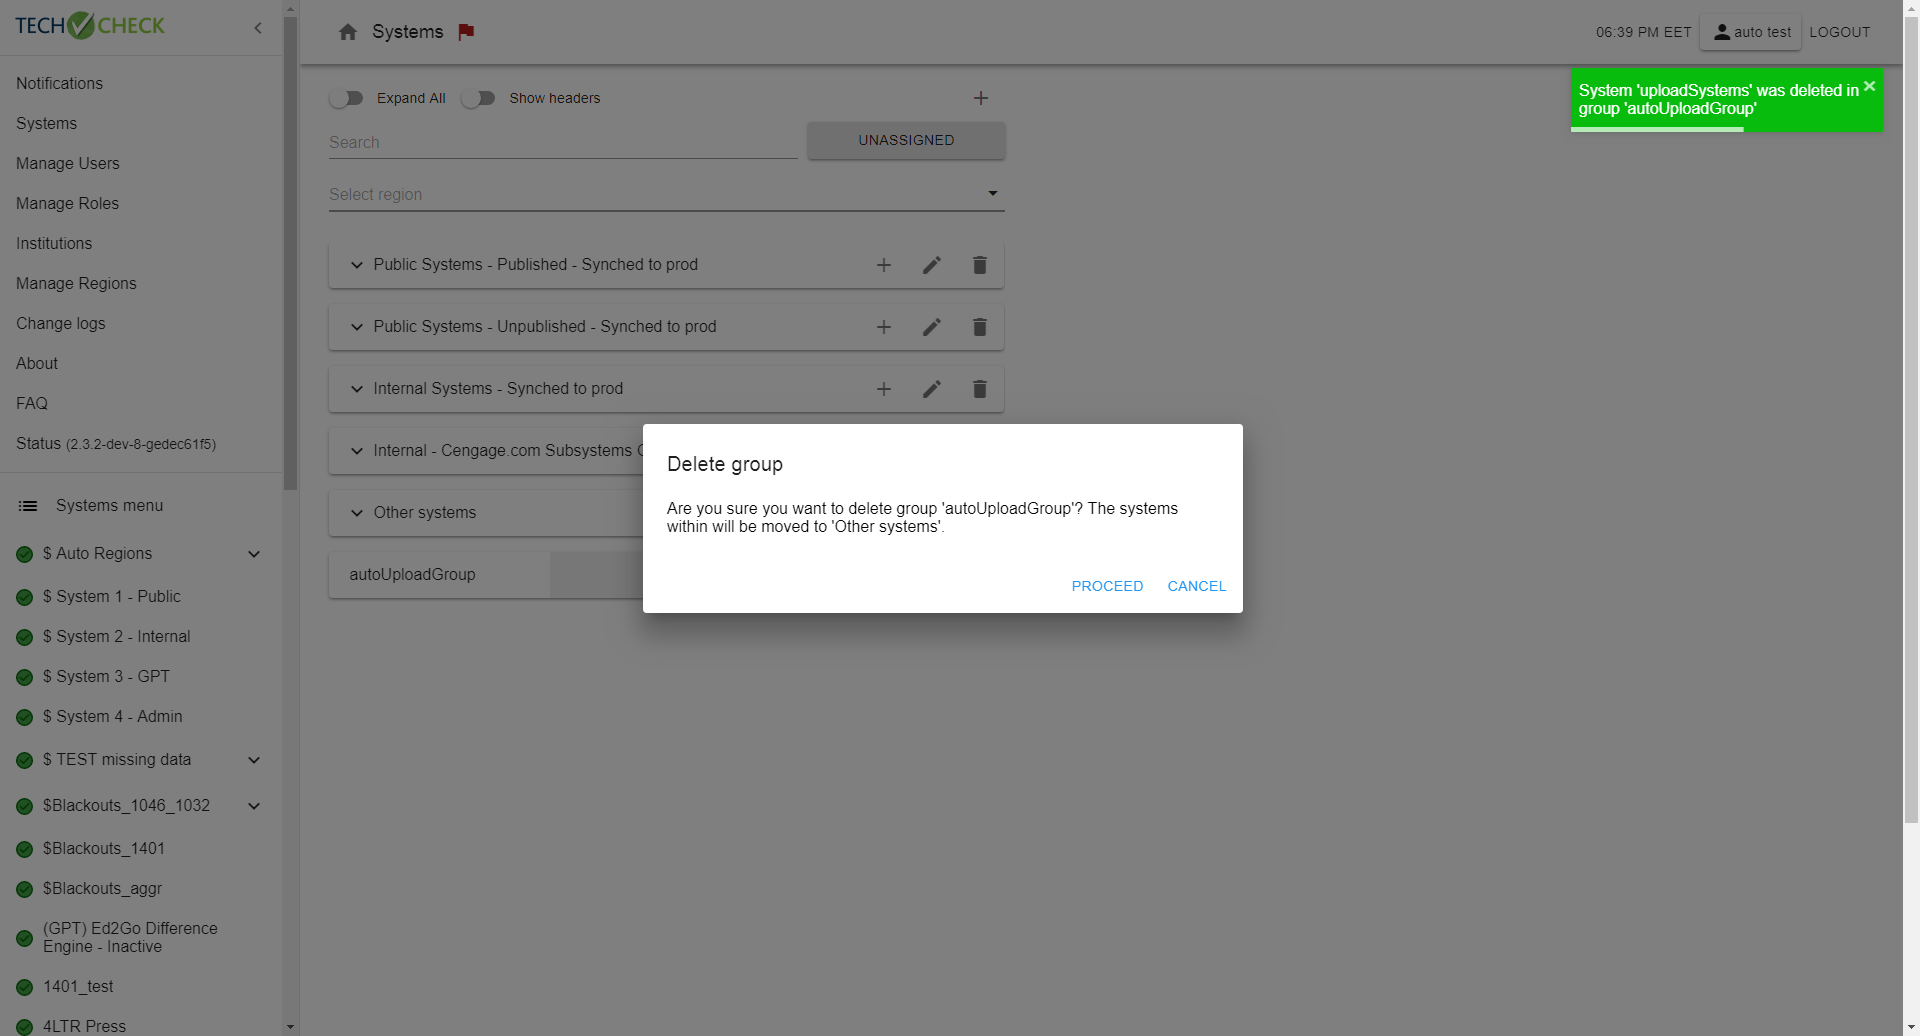 TECH CHECK
Systems
06:39 PM EET
auto test
LOGOUT
Notifications
Systems
Manage Users
Manage Roles
Institutions
Manage Regions
Change logs
About
FAQ
Status (2.3.2-dev-8-gedec61f5)
Systems menu
$ Auto Regions
$ System 1 - Public
$ System 2 - Internal
$ System 3 - GPT
$ System 4 - Admin
$ TEST missing data
$Blackouts_1046_1032
$Blackouts_1401
$Blackouts_aggr
(GPT) Ed2Go Difference
Engine - Inactive
1401_test
4LTR Press
Expand All
Show headers
Search
UNASSIGNED
Select region
Public Systems - Published - Synched to prod
Public Systems - Unpublished - Synched to prod
Internal Systems - Synched to prod
Internal - Cengage.com Subsystems
Other systems
autoUploadGroup
System 'uploadSystems' was deleted in
group 'autoUploadGroup'
Delete group
Are you sure you want to delete group 'autoUploadGroup'? The systems
within will be moved to 'Other systems'.
PROCEED
CANCEL